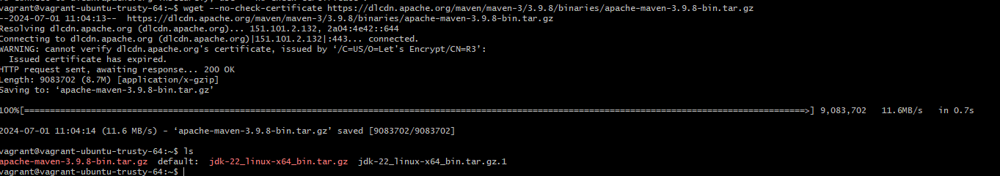 vagrant@vagrant-ubuntu-trusty-64:~$ wget --no-check-certificate https://dlcdn.apache.org/maven/maven-3/3.9.8/binaries/apache-maven-3.9.8-bin.tar.gz
--2024-07-01 11:04:13--  https://dlcdn.apache.org/maven/maven-3/3.9.8/binaries/apache-maven-3.9.8-bin.tar.gz
Resolving dlcdn.apache.org (dlcdn.apache.org)... 151.101.2.132, 2a04:4e42::644
Connecting to dlcdn.apache.org (dlcdn.apache.org)|151.101.2.132|:443... connected.
WARNING: cannot verify dlcdn.apache.org's certificate, issued by ‘/C=US/O=Let's Encrypt/CN=R3’:
  Issued certificate has expired.
HTTP request sent, awaiting response... 200 OK
Length: 9083702 (8.7M) [application/x-gzip]
Saving to: ‘apache-maven-3.9.8-bin.tar.gz’
100%[======================================================================================================================================================>] 9,083,702   11.6MB/s   in 0.7s
2024-07-01 11:04:14 (11.6 MB/s) - ‘apache-maven-3.9.8-bin.tar.gz’ saved [9083702/9083702]
vagrant@vagrant-ubuntu-trusty-64:~$ ls
apache-maven-3.9.8-bin.tar.gz  default:  jdk-22_linux-x64_bin.tar.gz  jdk-22_linux-x64_bin.tar.gz.1
vagrant@vagrant-ubuntu-trusty-64:~$